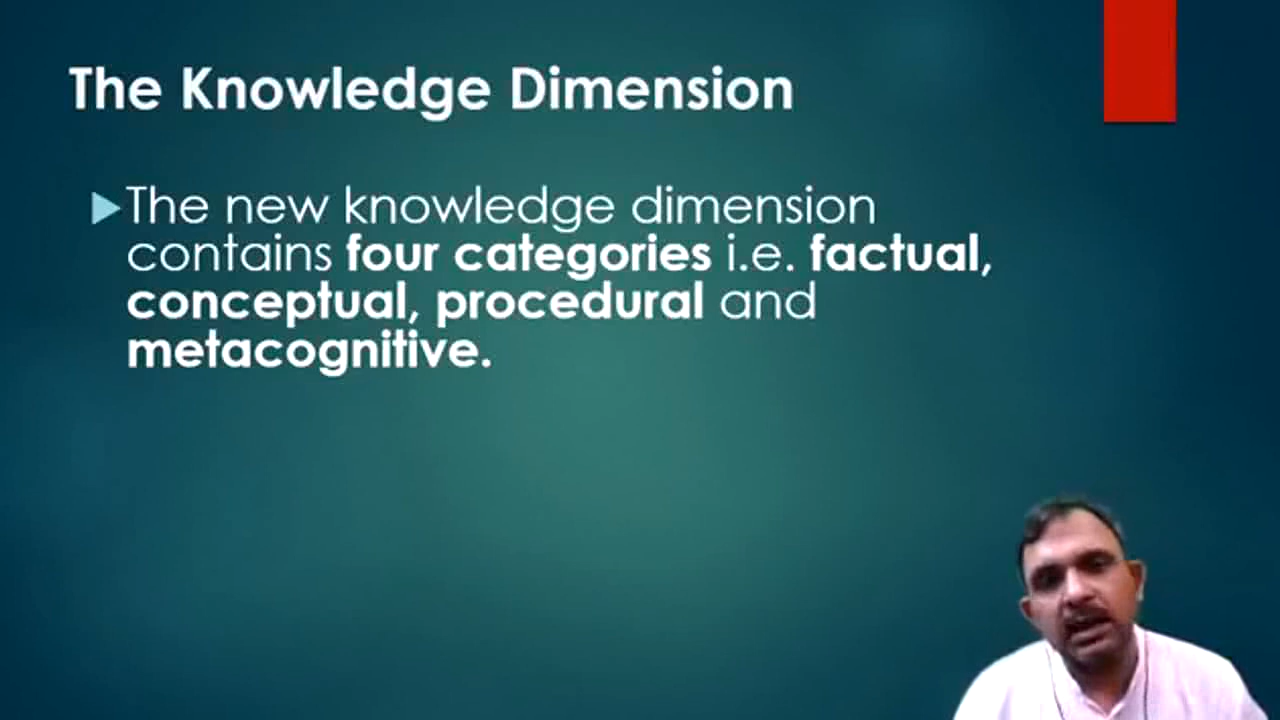 The Knowledge Dimension
The new knowledge dimension
contains four categories i.e. factual,
conceptual, procedural and
metacognitive.